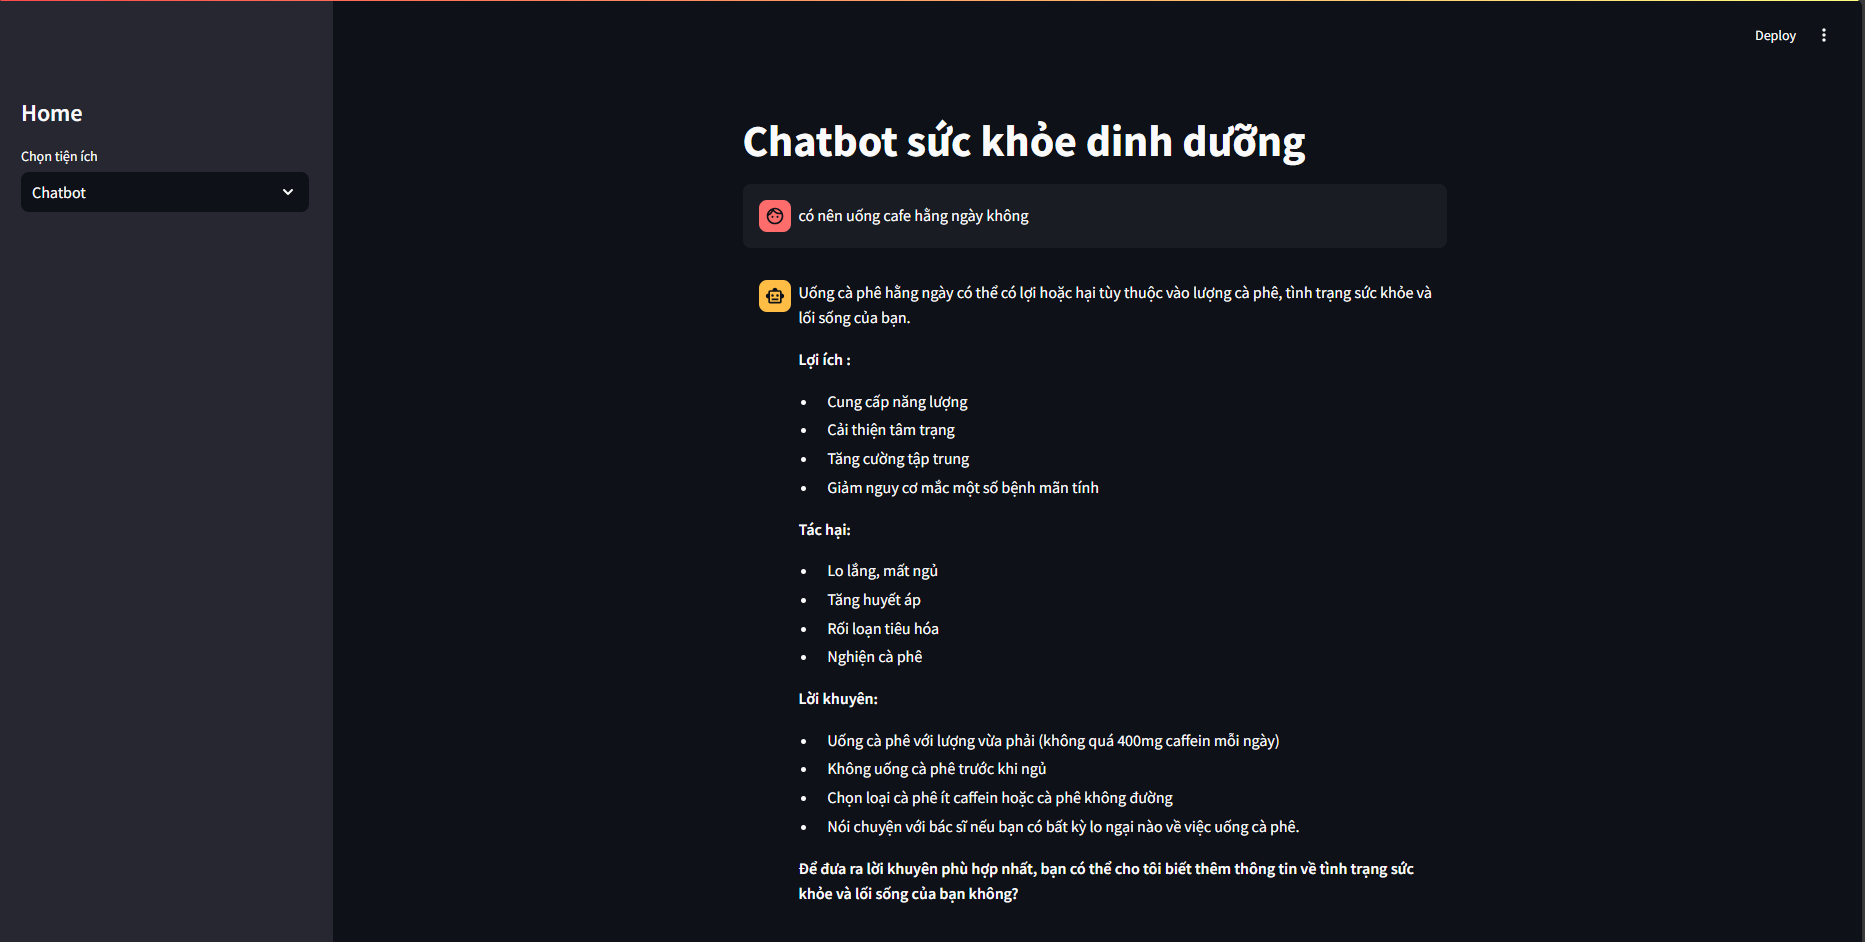 Deploy
Home
Chọn tiện ích
Chatbot
Chatbot sức khỏe dinh dưỡng
có nên uống cafe hằng ngày không
Uống cà phê hằng ngày có thể có lợi hoặc hại tùy thuộc vào lượng cà phê, tình trạng sức khỏe và
lối sống của bạn.
Lợi ích :
Cung cấp năng lượng
Cải thiện tâm trạng
Tăng cường tập trung
Giảm nguy cơ mắc một số bệnh mãn tính
Tác hại:
Lo lắng, mất ngủ
Tăng huyết áp
Rối loạn tiêu hóa
Nghiện cà phê
Lời khuyên:
Uống cà phê với lượng vừa phải (không quá 400mg caffein mỗi ngày)
Không uống cà phê trước khi ngủ
Chọn loại cà phê ít caffein hoặc cà phê không đường
Nói chuyện với bác sĩ nếu bạn có bất kỳ lo ngại nào về việc uống cà phê.
Để đưa ra lời khuyên phù hợp nhất, bạn có thể cho tôi biết thêm thông tin về tình trạng sức
khỏe và lối sống của bạn không?